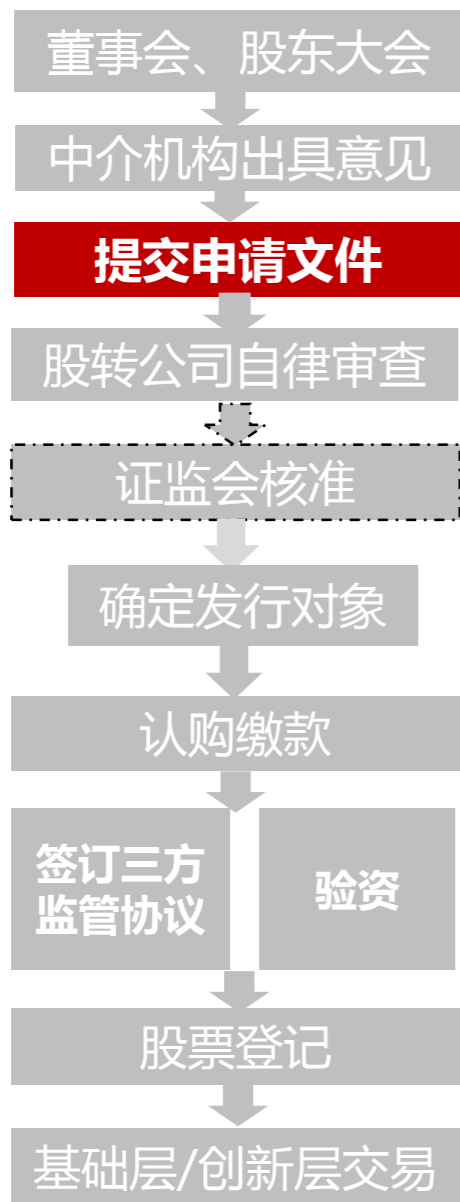 董事会、股东大会
中介机构出具意见
提交申请文件
股转公司自律审查
证监会核准
确定发行对象
认购缴款
签订三方
监管协议
验资
股票登记
基础层/创新层交易